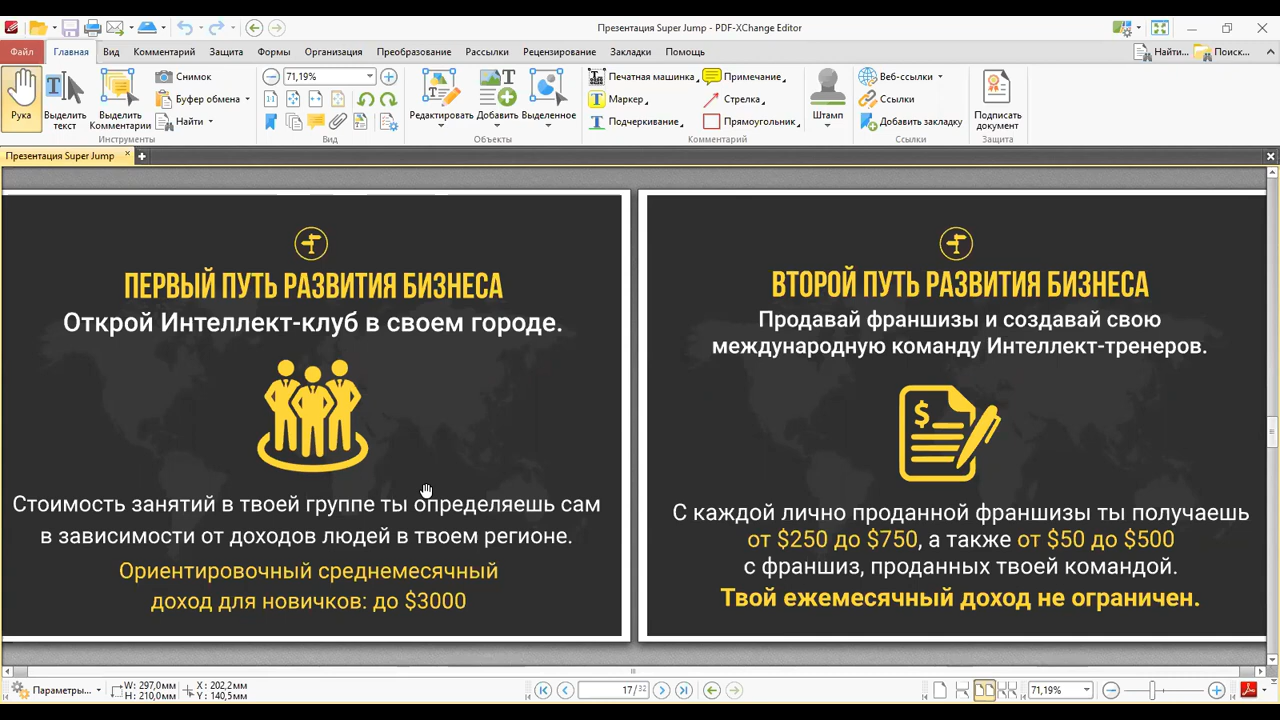 Презентация Super Jump - PDF-XChange Editor
Файл Главная Вид Комментарий Защита Формы Организация Преобразование Рассылки Рецензирование Закладки Помощь
Найти... Поиск...
Рука
Выделить текст
Выделить Комментарии
Снимок
Буфер обмена
Найти
Инструменты
71,19%
Вид
Редактировать
Добавить
Выделенное
Объекты
Печатная машинка
Маркер
Подчеркивание
Примечание
Стрелка
Прямоугольник
Штамп
Комментарий
Веб-ссылки
Ссылки
Добавить закладку
Ссылки
Подписать документ
Защита
Презентация Super Jump
ПЕРВЫЙ ПУТЬ РАЗВИТИЯ БИЗНЕСА
Открой Интеллект-клуб в своем городе.
Стоимость занятий в твоей группе ты определяешь сам
в зависимости от доходов людей в твоем регионе.
Ориентировочный среднемесячный
доход для новичков: до $3000
ВТОРОЙ ПУТЬ РАЗВИТИЯ БИЗНЕСА
Продавай франшизы и создавай свою
международную команду Интеллект-тренеров.
$
С каждой лично проданной франшизы ты получаешь
от $250 до $750, а также от $50 до $500
с франшиз, проданных твоей командой.
Твой ежемесячный доход не ограничен.
Параметры...
W: 297,0мм
H: 210,0мм
X: 202,2мм
Y: 140,5мм
17/32
71,19%